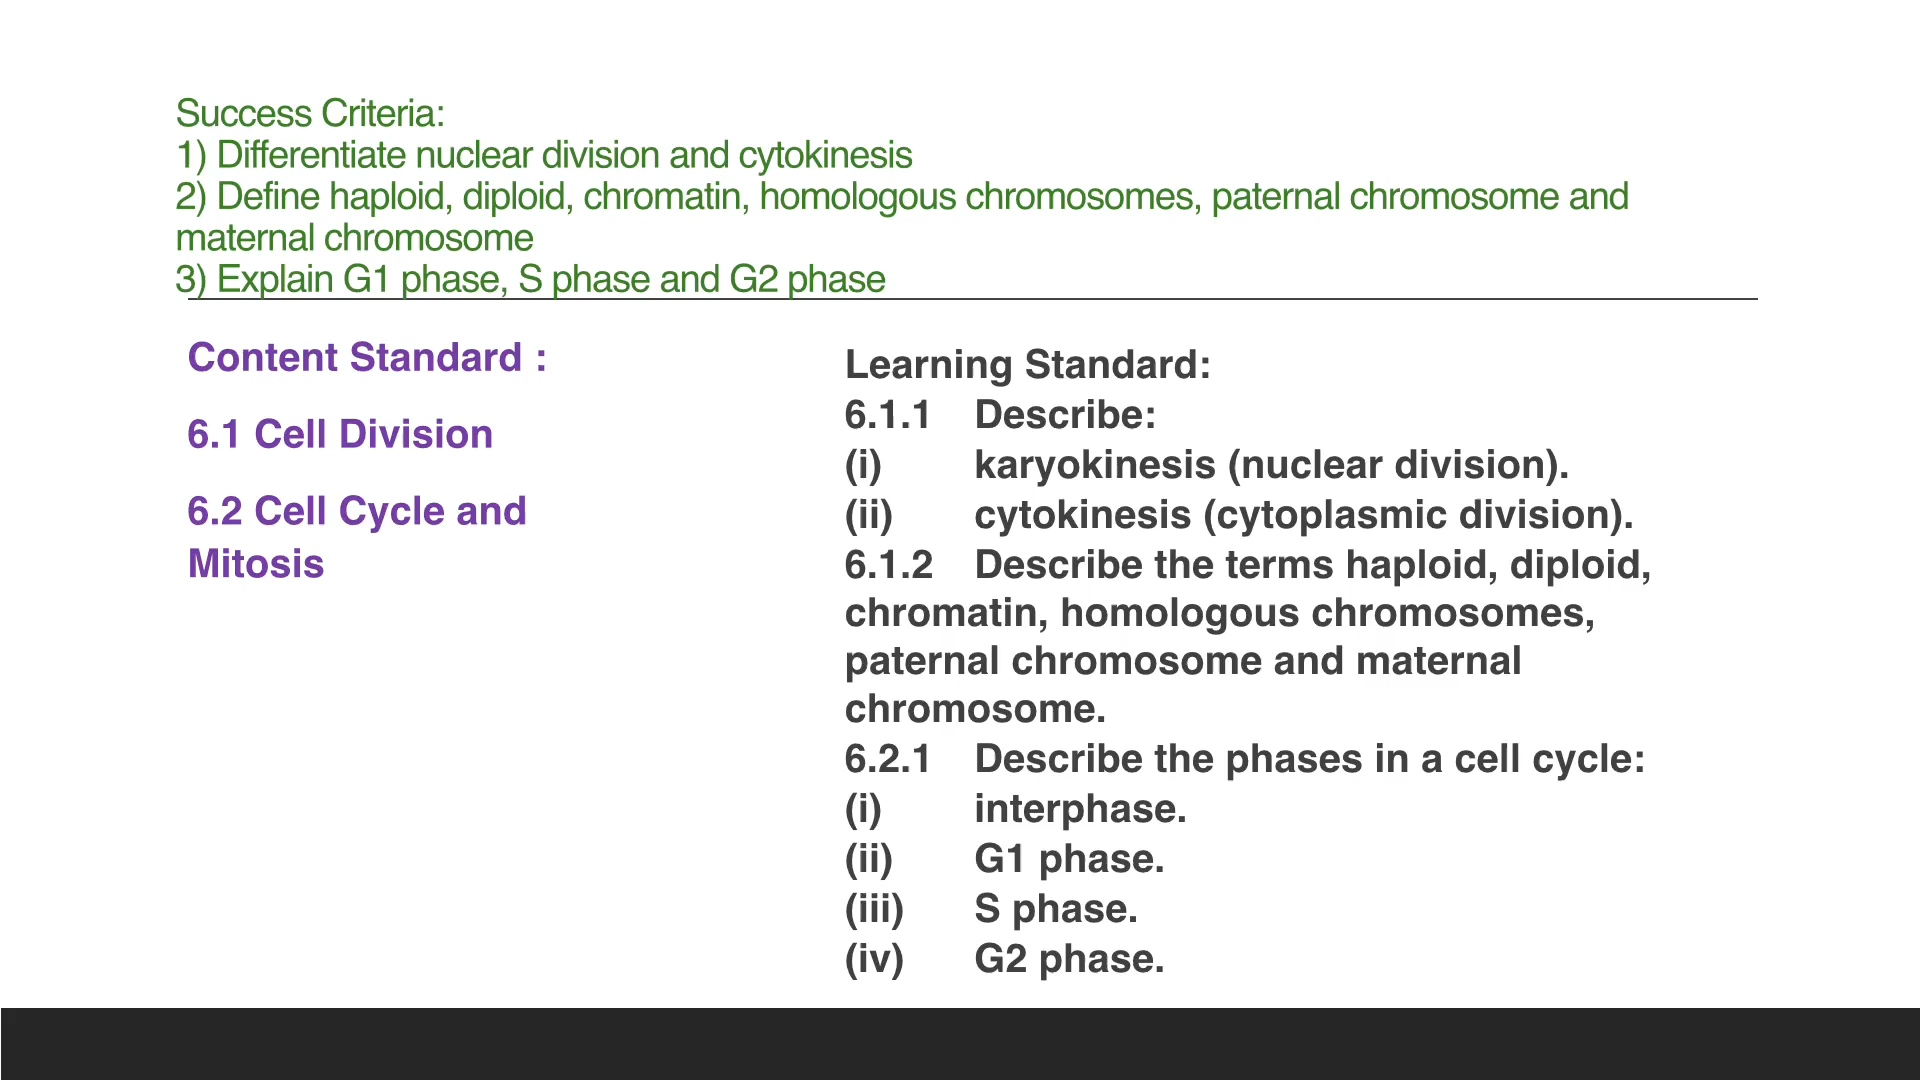 Success Criteria:
1) Differentiate nuclear division and cytokinesis
2) Define haploid, diploid, chromatin, homologous chromosomes, paternal chromosome and
maternal chromosome
3) Explain G1 phase, S phase and G2 phase
Content Standard :
6.1 Cell Division
6.2 Cell Cycle and
Mitosis
Learning Standard:
6.1.1 Describe:
(i) karyokinesis (nuclear division).
(ii) cytokinesis (cytoplasmic division).
6.1.2 Describe the terms haploid, diploid,
chromatin, homologous chromosomes,
paternal chromosome and maternal
chromosome.
6.2.1 Describe the phases in a cell cycle:
(i) interphase.
(ii) G1 phase.
(iii) S phase.
(iv) G2 phase.